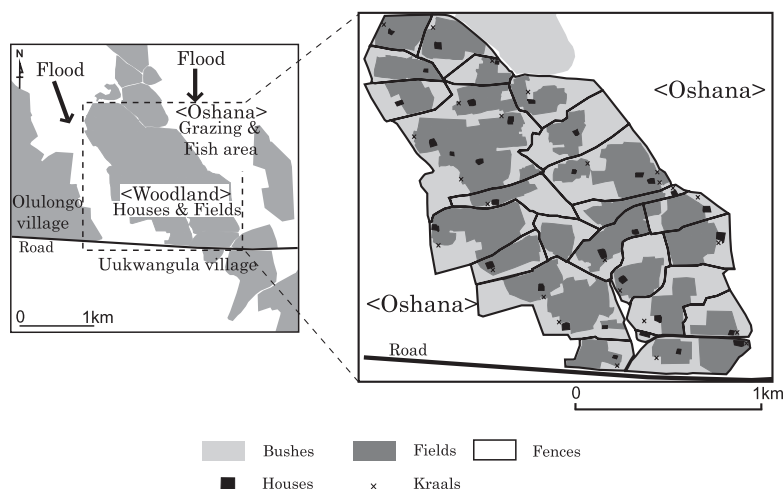 N
Flood
Flood
<Oshana>
Grazing &
Fish area
<Woodland>
Houses & Fields
Olulongo
village
Road
Uukwangula village
0 1km
<Oshana>
<Oshana>
Road
0 1km
Bushes Fields Fences
Houses Kraals